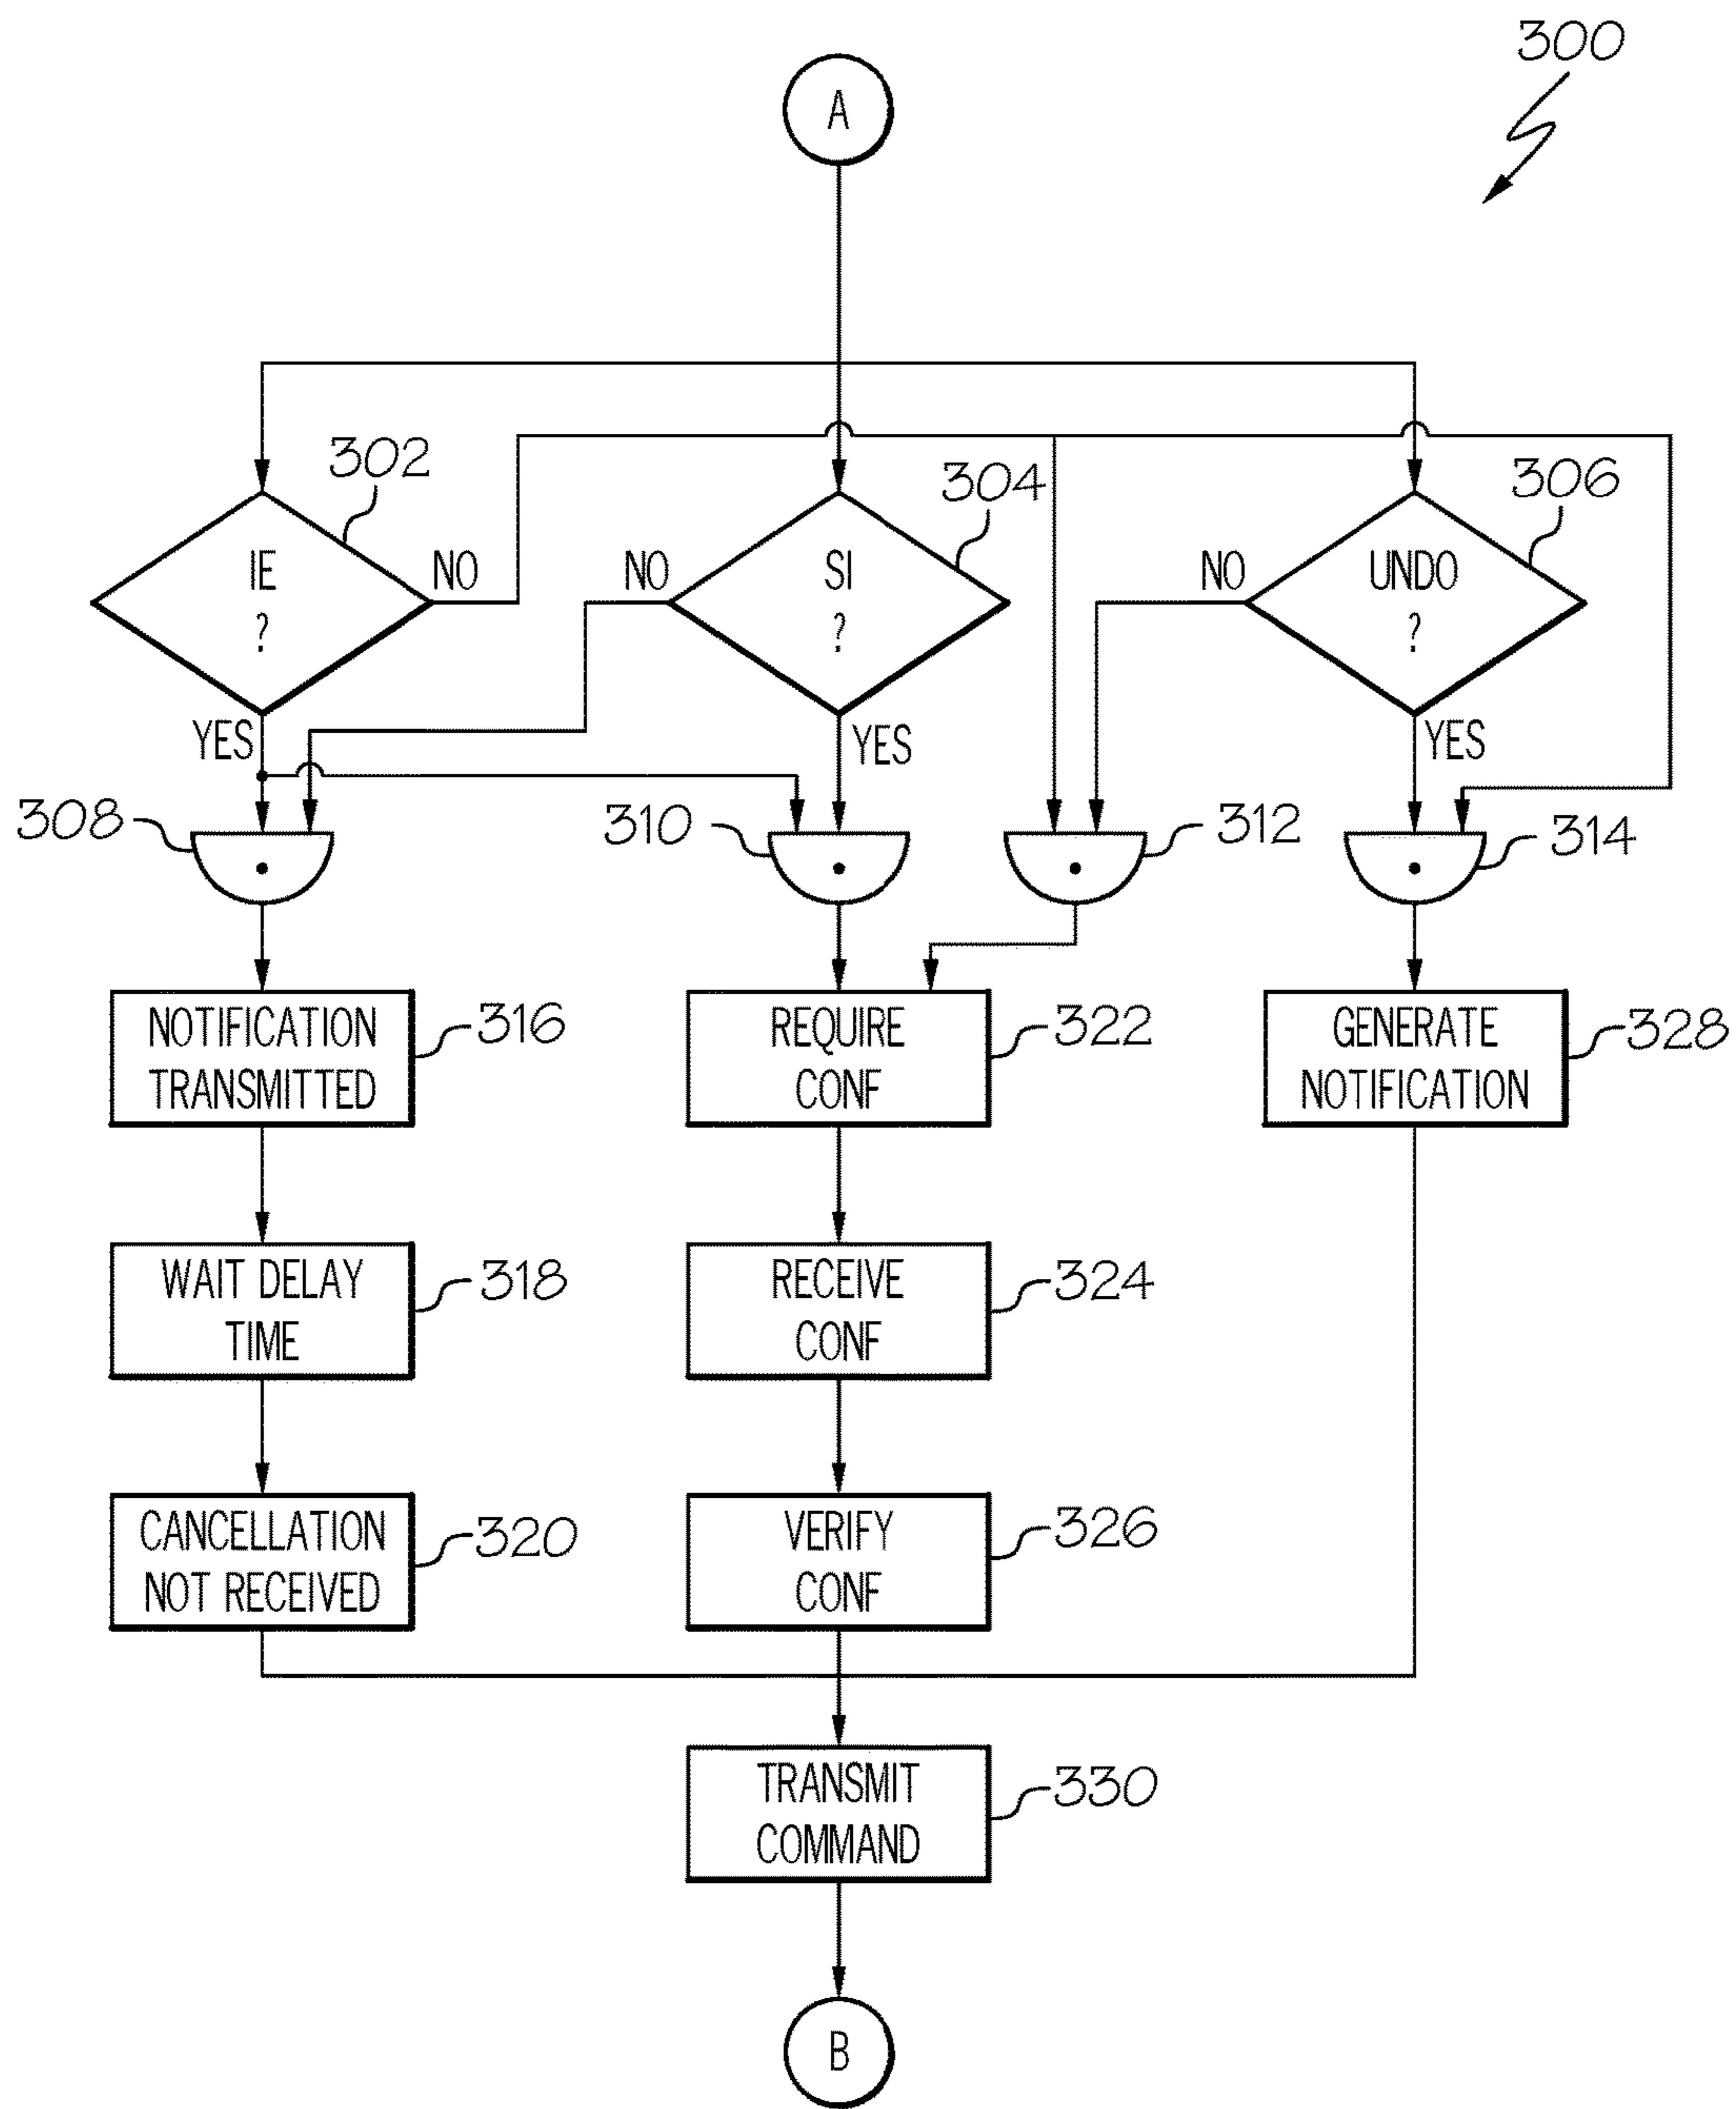 300
A
302
304
306
IE
?
NO
NO
SI
?
NO
UNDO
?
YES
YES
YES
308
310
312
314
NOTIFICATION
TRANSMITTED
316
REQUIRE
CONF
322
GENERATE
NOTIFICATION
328
WAIT DELAY
TIME
318
RECEIVE
CONF
324
CANCELLATION
NOT RECEIVED
320
VERIFY
CONF
326
TRANSMIT
COMMAND
330
B